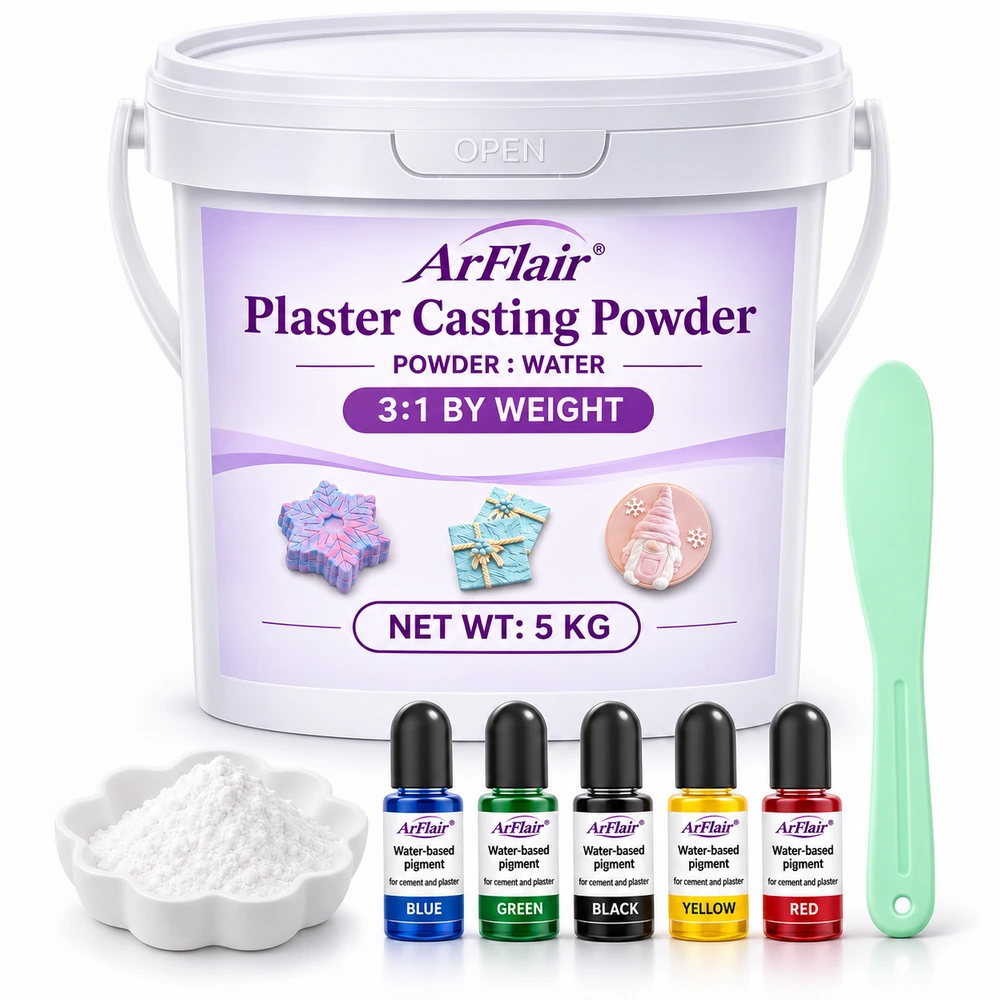 OPEN
ArFlair®
Plaster Casting Powder
POWDER : WATER
3:1 BY WEIGHT
NET WT: 5 KG
ArFlair®
Water-based
pigment
for cement and plaster
BLUE
ArFlair®
Water-based
pigment
for cement and plaster
GREEN
ArFlair®
Water-based
pigment
for cement and plaster
BLACK
ArFlair®
Water-based
pigment
for cement and plaster
YELLOW
ArFlair®
Water-based
pigment
for cement and plaster
RED